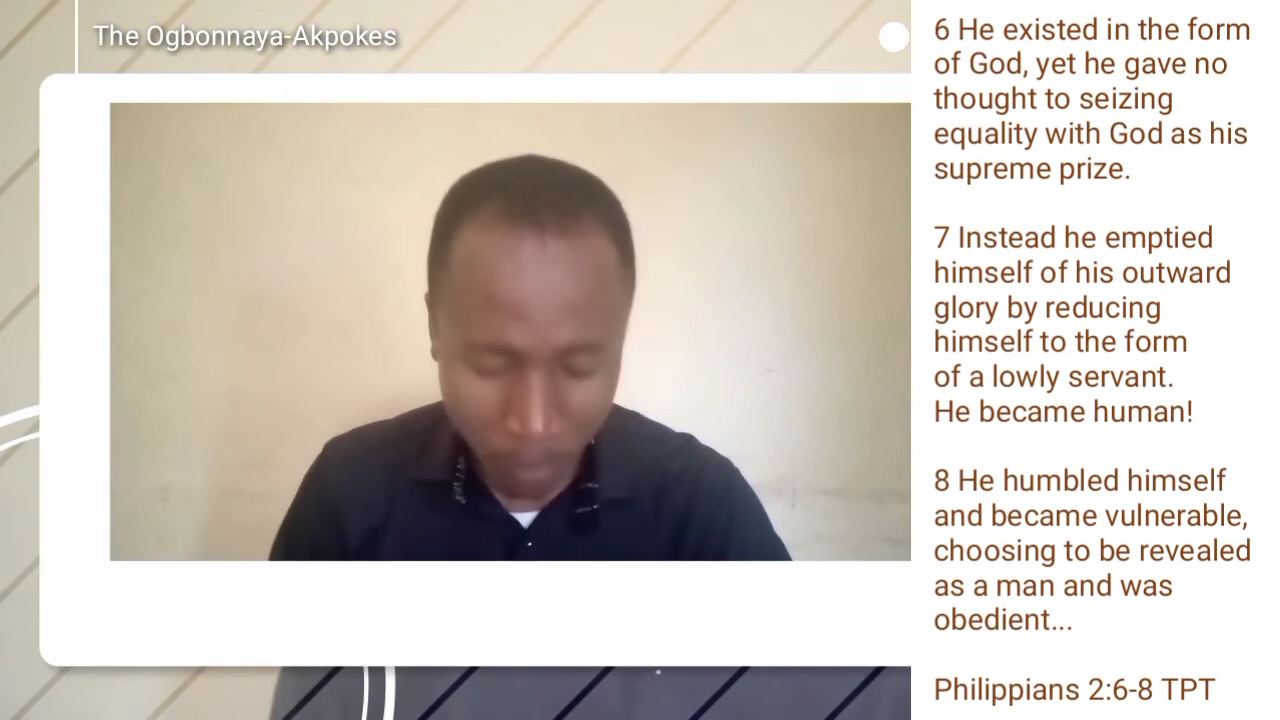 The Ogbonnaya-Akpokes
6 He existed in the form
of God, yet he gave no
thought to seizing
equality with God as his
supreme prize.
7 Instead he emptied
himself of his outward
glory by reducing
himself to the form
of a lowly servant.
He became human!
8 He humbled himself
and became vulnerable,
choosing to be revealed
as a man and was
obedient...
Philippians 2:6-8 TPT